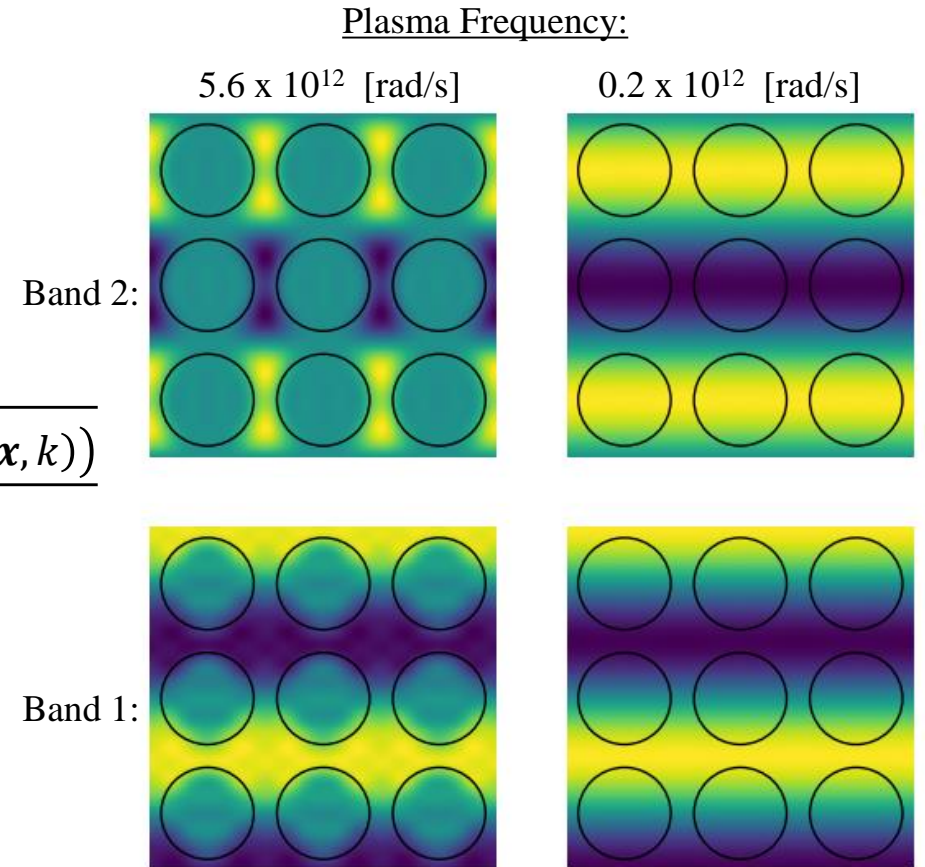 Plasma Frequency:
5.6 x 10¹² [rad/s] 0.2 x 10¹² [rad/s]
Band 2:
x, k))
Band 1: